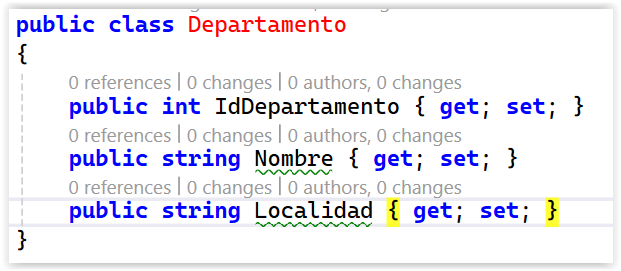 public class Departamento
{
0 references | 0 changes | 0 authors, 0 changes
public int IdDepartamento { get; set; }
0 references | 0 changes | 0 authors, 0 changes
public string Nombre { get; set; }
0 references | 0 changes | 0 authors, 0 changes
public string Localidad { get; set; }
}